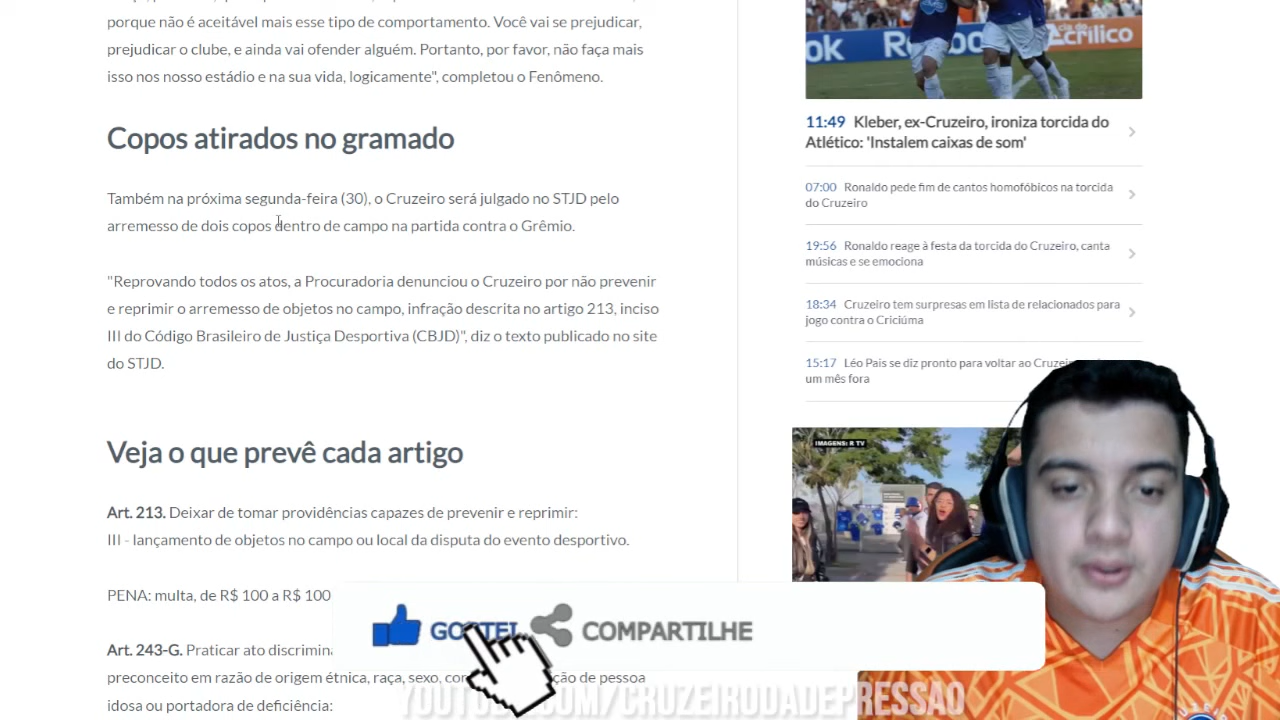 porque não é aceitável mais esse tipo de comportamento. Você vai se prejudicar,
prejudicar o clube, e ainda vai ofender alguém. Portanto, por favor, não faça mais
isso nos nosso estádio e na sua vida, logicamente", completou o Fenômeno.
Copos atirados no gramado
Também na próxima segunda-feira (30), o Cruzeiro será julgado no STJD pelo
arremesso de dois copos dentro de campo na partida contra o Grêmio.
"Reprovando todos os atos, a Procuradoria denunciou o Cruzeiro por não prevenir
e reprimir o arremesso de objetos no campo, infração descrita no artigo 213, inciso
III do Código Brasileiro de Justiça Desportiva (CBJD)", diz o texto publicado no site
do STJD.
Veja o que prevê cada artigo
Art. 213. Deixar de tomar providências capazes de prevenir e reprimir:
III - lançamento de objetos no campo ou local da disputa do evento desportivo.
PENA: multa, de R$ 100 a R$ 100
Art. 243-G. Praticar ato discrimina
preconceito em razão de origem étnica, raça, sexo, de pessoa
idosa ou portadora de deficiência:
ok
Acrílico
11:49 Kleber, ex-Cruzeiro, ironiza torcida do
Atlético: 'Instalem caixas de som'
07:00 Ronaldo pede fim de cantos homofóbicos na torcida
do Cruzeiro
19:56 Ronaldo reage à festa da torcida do Cruzeiro, canta
músicas e se emociona
18:34 Cruzeiro tem surpresas em lista de relacionados para
jogo contra o Criciúma
15:17 Léo Pais se diz pronto para voltar ao
um mês fora
IMAGENS: R TV
GOSTEI
COMPARTILHE
YOUTUBE.COM/CRUZEIRODADEPRESSAO